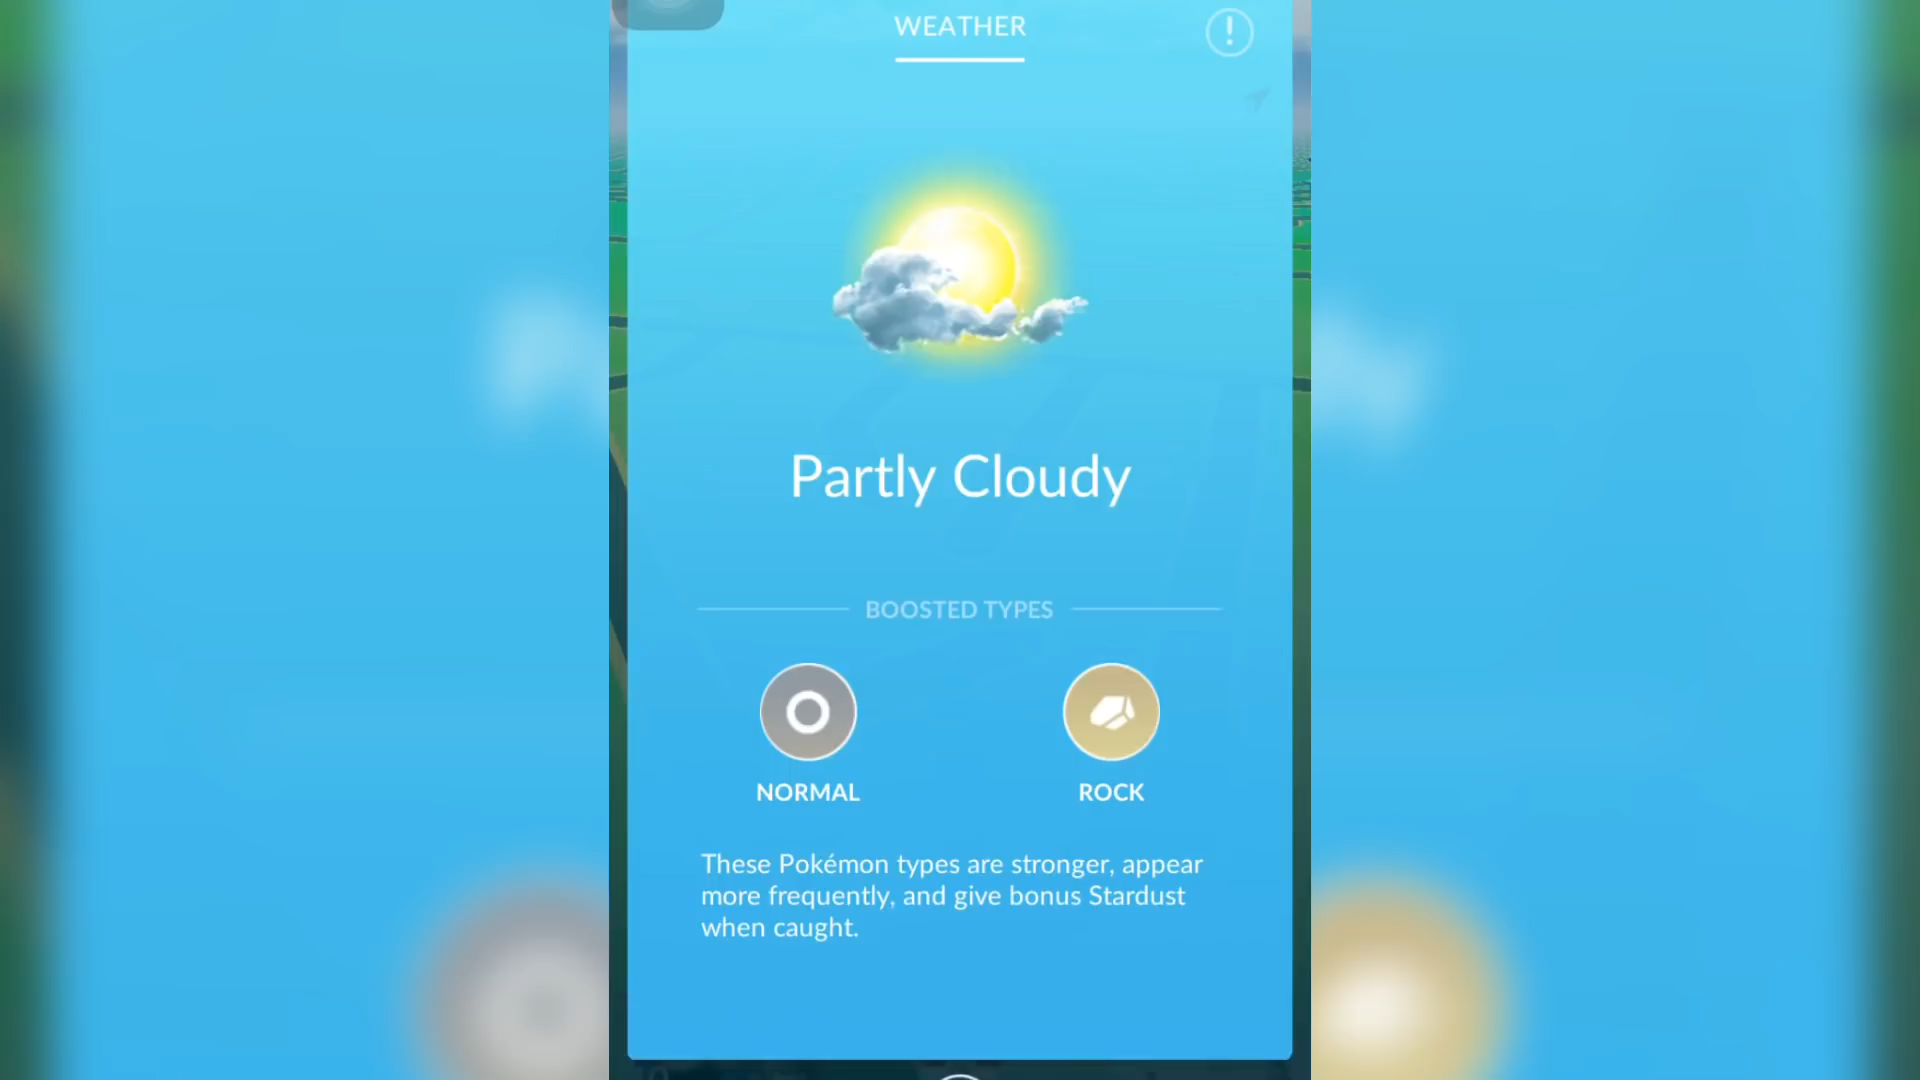 WEATHER
Partly Cloudy
BOOSTED TYPES
NORMAL
ROCK
These Pokémon types are stronger, appear
more frequently, and give bonus Stardust
when caught.